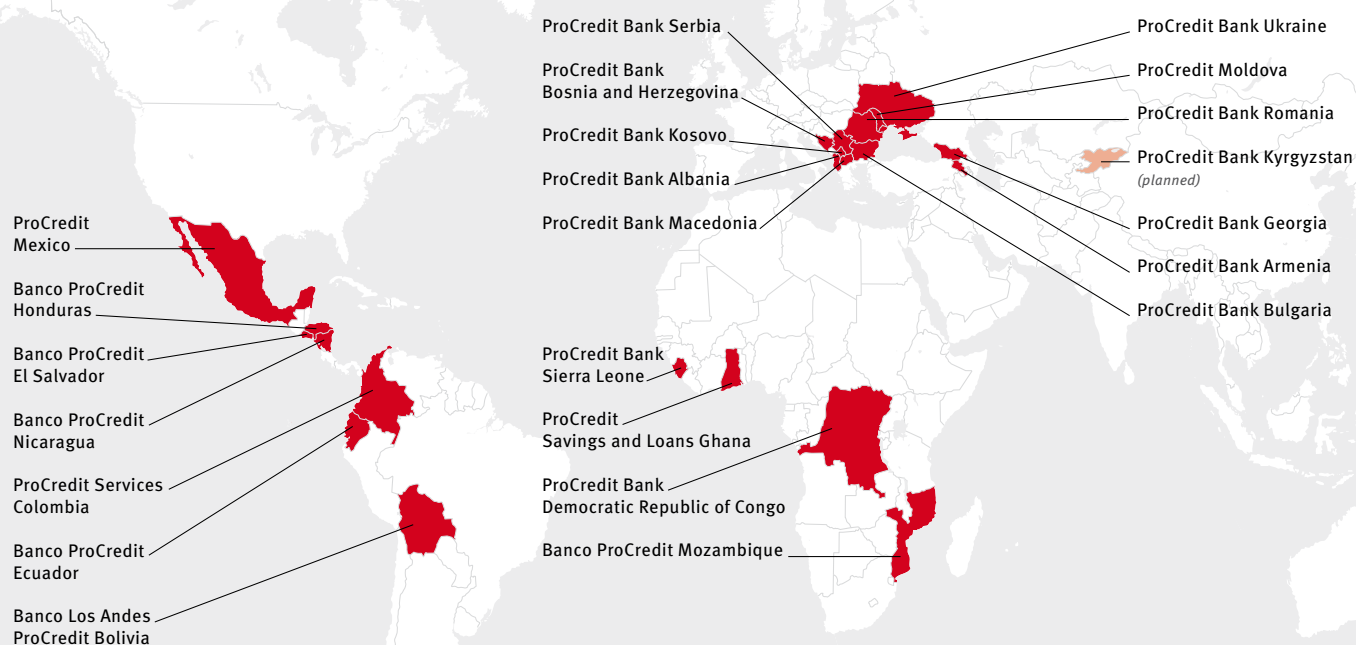 ProCredit
Mexico
Banco ProCredit
Honduras
Banco ProCredit
El Salvador
Banco ProCredit
Nicaragua
ProCredit Services
Colombia
Banco ProCredit
Ecuador
Banco Los Andes
ProCredit Bolivia
ProCredit Bank Serbia
ProCredit Bank
Bosnia and Herzegovina
ProCredit Bank Kosovo
ProCredit Bank Albania
ProCredit Bank Macedonia
ProCredit Bank
Sierra Leone
ProCredit
Savings and Loans Ghana
ProCredit Bank
Democratic Republic of Congo
Banco ProCredit Mozambique
ProCredit Bank Ukraine
ProCredit Moldova
ProCredit Bank Romania
ProCredit Bank Kyrgyzstan
(planned)
ProCredit Bank Georgia
ProCredit Bank Armenia
ProCredit Bank Bulgaria